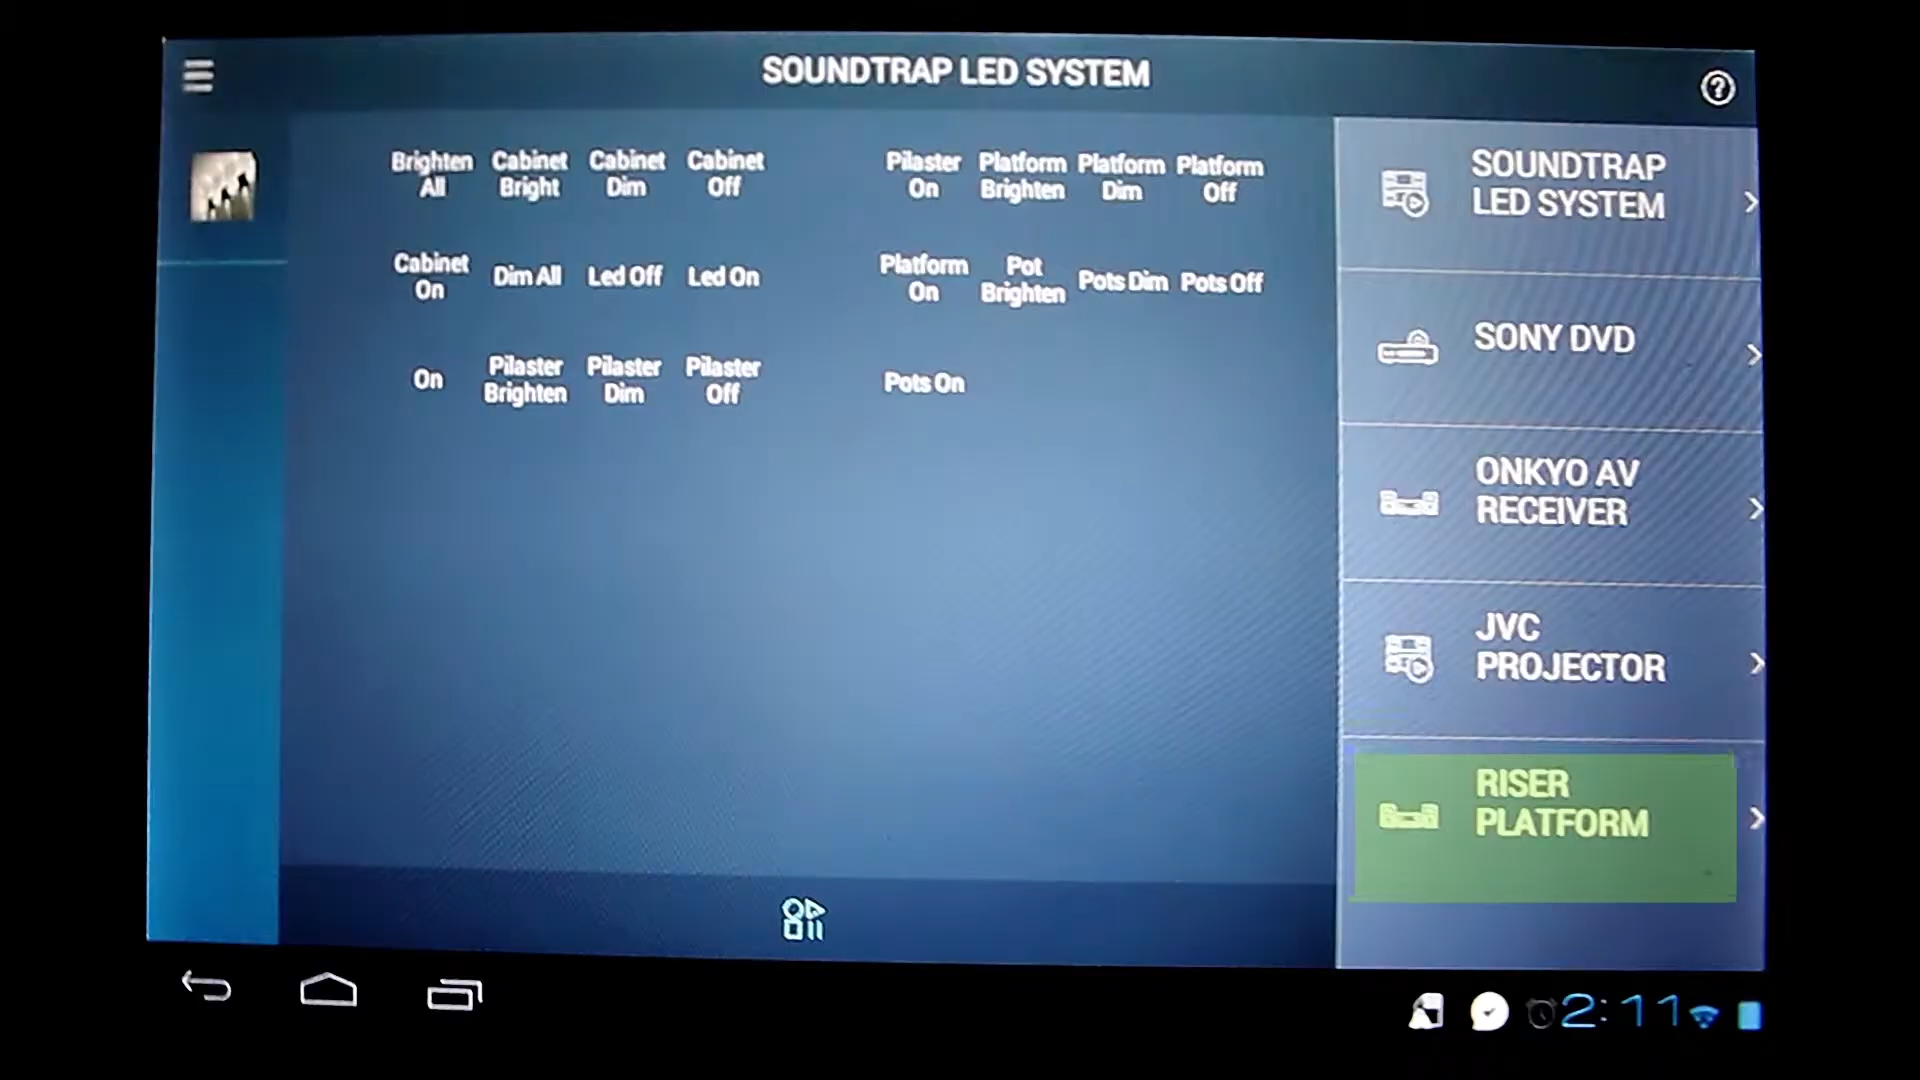 SOUNDTRAP LED SYSTEM
Brighten All
Cabinet Bright
Cabinet Dim
Cabinet Off
Pilaster On
Platform Brighten
Platform Dim
Platform Off
Cabinet On
Dim All
Led Off
Led On
Platform On
Pot Brighten
Pots Dim
Pots Off
On
Pilaster Brighten
Pilaster Dim
Pilaster Off
Pots On
SOUNDTRAP
LED SYSTEM
SONY DVD
ONKYO AV
RECEIVER
JVC
PROJECTOR
RISER
PLATFORM
2:11